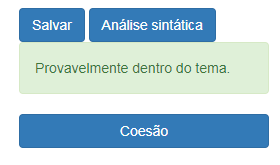 Salvar Análise sintática
Provavelmente dentro do tema.
Coesão